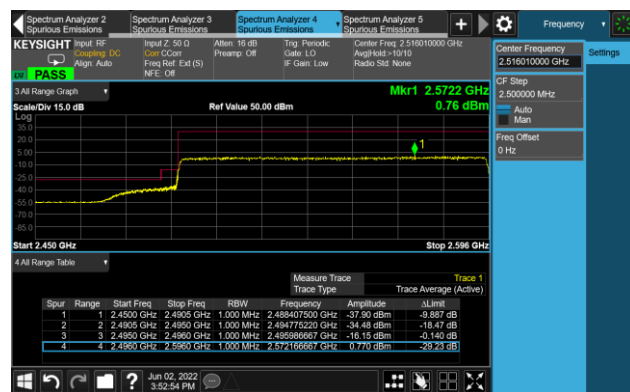 Spectrum Analyzer 2
Spurious Emissions
Spectrum Analyzer 3
Spurious Emissions
Spectrum Analyzer 4
Spurious Emissions
Spectrum Analyzer 5
Spurious Emissions
Frequency
KEYSIGHT
Input: RF
Coupling: DC
Align: Auto
Input Z: 50 Ω
Corr CCorr
Freq Ref: Ext (S)
NFE: Off
Atten: 16 dB
Preamp: Off
Trig: Periodic
Gate: LO
IF Gain: Low
Center Freq: 2.516010000 GHz
Avg|Hold:>10/10
Radio Std: None
PASS
Center Frequency
2.516010000 GHz
Settings
CF Step
2.500000 MHz
Auto
Man
Freq Offset
0 Hz
3 All Range Graph
Mkr1 2.5722 GHz
Scale/Div 15.0 dB
Ref Value 50.00 dBm
0.76 dBm
Log
35.0
20.0
5.00
-10.0
-25.0
-40.0
-55.0
-70.0
-85.0
1
Start 2.450 GHz
Stop 2.596 GHz
4 All Range Table
Measure Trace Trace 1
Trace Type Trace Average (Active)
Spur Range Start Freq Stop Freq RBW Frequency Amplitude ΔLimit
1 1 2.4500 GHz 2.4905 GHz 1.000 MHz 2.488407500 GHz -37.90 dBm -9.887 dB
2 2 2.4905 GHz 2.4950 GHz 1.000 MHz 2.494775220 GHz -34.48 dBm -18.47 dB
3 3 2.4950 GHz 2.4960 GHz 1.000 MHz 2.495986667 GHz -16.15 dBm -0.140 dB
4 4 2.4960 GHz 2.5960 GHz 1.000 MHz 2.572166667 GHz 0.770 dBm -29.23 dB
Jun 02, 2022
3:52:54 PM